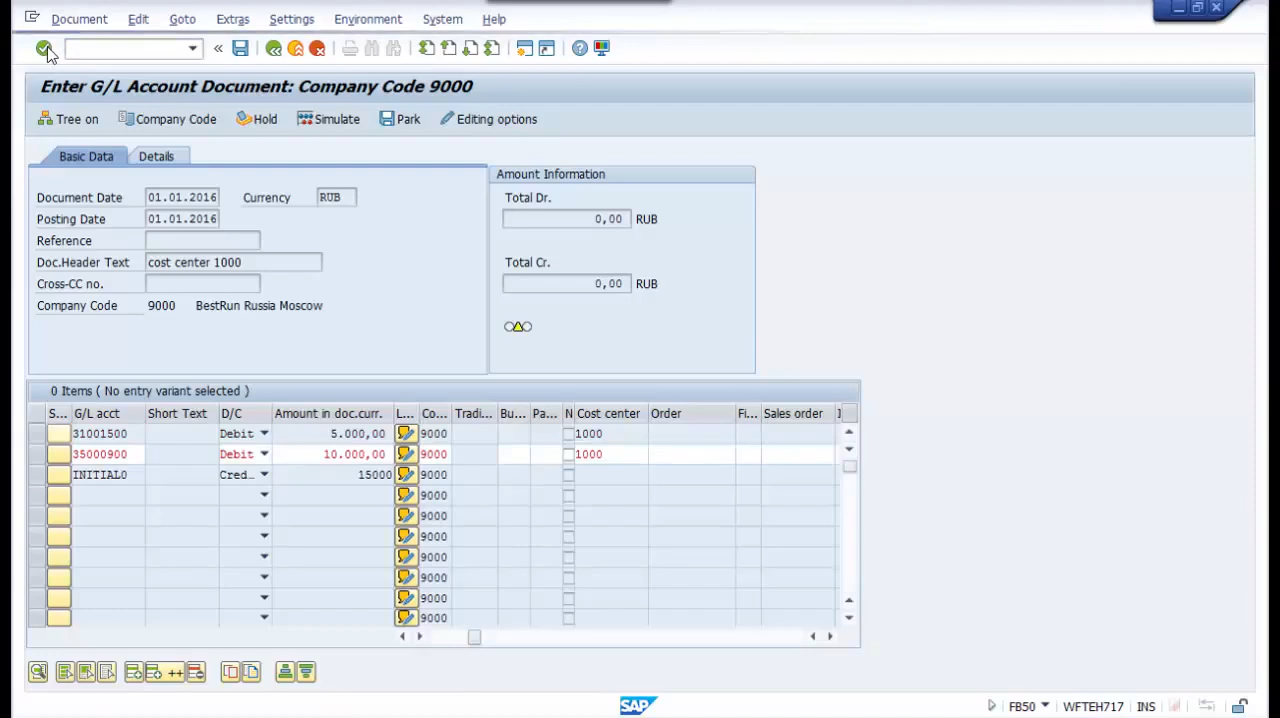 Document Edit Goto Extras Settings Environment System Help
«
Enter G/L Account Document: Company Code 9000
Tree on Company Code Hold Simulate Park Editing options
Basic Data Details
Amount Information
Document Date 01.01.2016 Currency RUB
Total Dr.
Posting Date 01.01.2016
0,00 RUB
Reference
Doc.Header Text cost center 1000
Total Cr.
Cross-CC no.
0,00 RUB
Company Code 9000 BestRun Russia Moscow
0 Items ( No entry variant selected )
S... G/L acct Short Text D/C Amount in doc.curr. L... Co... Tradi... Bu... Pa... N Cost center Order Fi... Sales order
31001500 Debit 5.000,00 9000 1000
35000900 Debit 10.000,00 9000 1000
INITIAL0 Cred... 15000 9000
9000
9000
9000
9000
9000
9000
9000
SAP
FB50 WFTEH717 INS